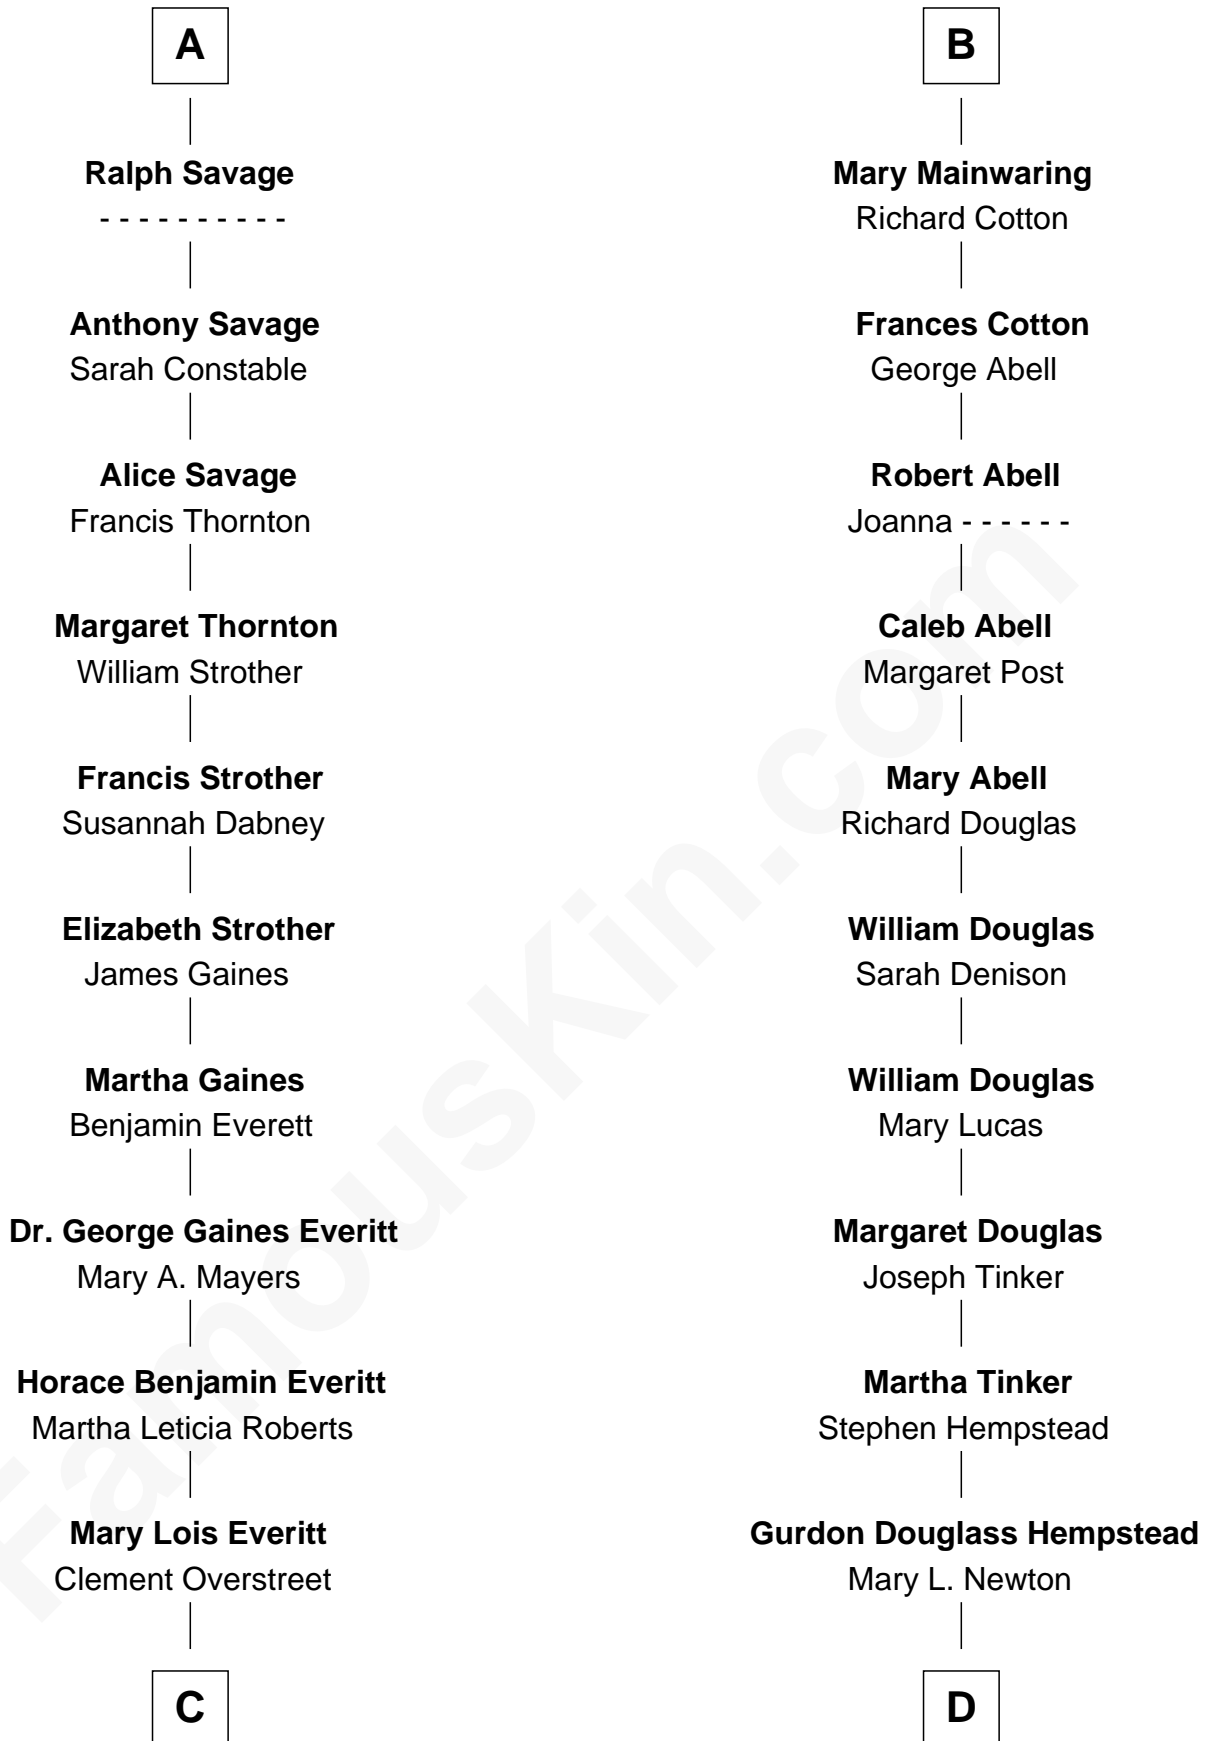 A
Ralph Savage
- - - - - - - - - -
Anthony Savage
Sarah Constable
Alice Savage
Francis Thornton
Margaret Thornton
William Strother
Francis Strother
Susannah Dabney
Elizabeth Strother
James Gaines
Martha Gaines
Benjamin Everett
Dr. George Gaines Everitt
Mary A. Mayers
Horace Benjamin Everitt
Martha Leticia Roberts
Mary Lois Everitt
Clement Overstreet
C
B
Mary Mainwaring
Richard Cotton
Frances Cotton
George Abell
Robert Abell
Joanna - - - - - -
Caleb Abell
Margaret Post
Mary Abell
Richard Douglas
William Douglas
Sarah Denison
William Douglas
Mary Lucas
Margaret Douglas
Joseph Tinker
Martha Tinker
Stephen Hempstead
Gurdon Douglass Hempstead
Mary L. Newton
D
FamousKin.com